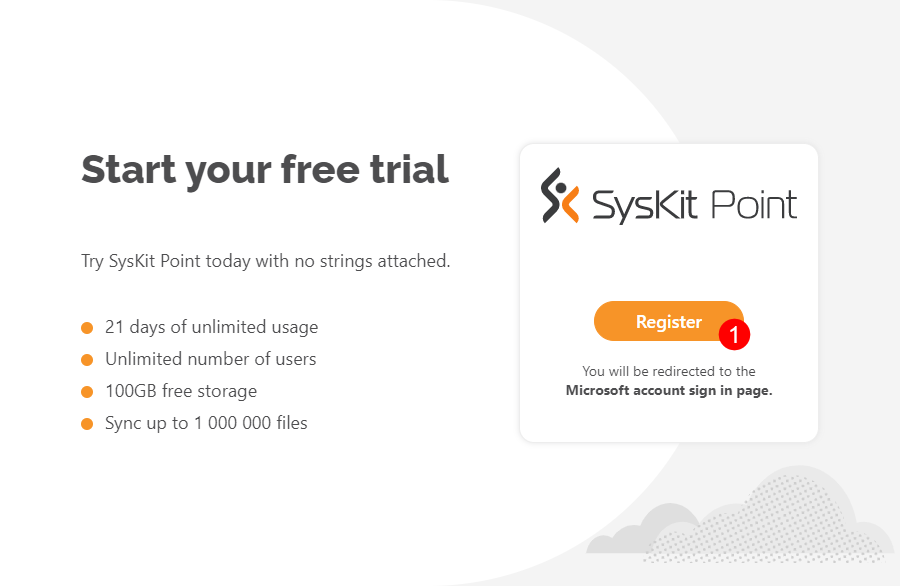 Start your free trial
Try SysKit Point today with no strings attached.
21 days of unlimited usage
Unlimited number of users
100GB free storage
Sync up to 1 000 000 files
SysKit Point
Register
1
You will be redirected to the
Microsoft account sign in page.